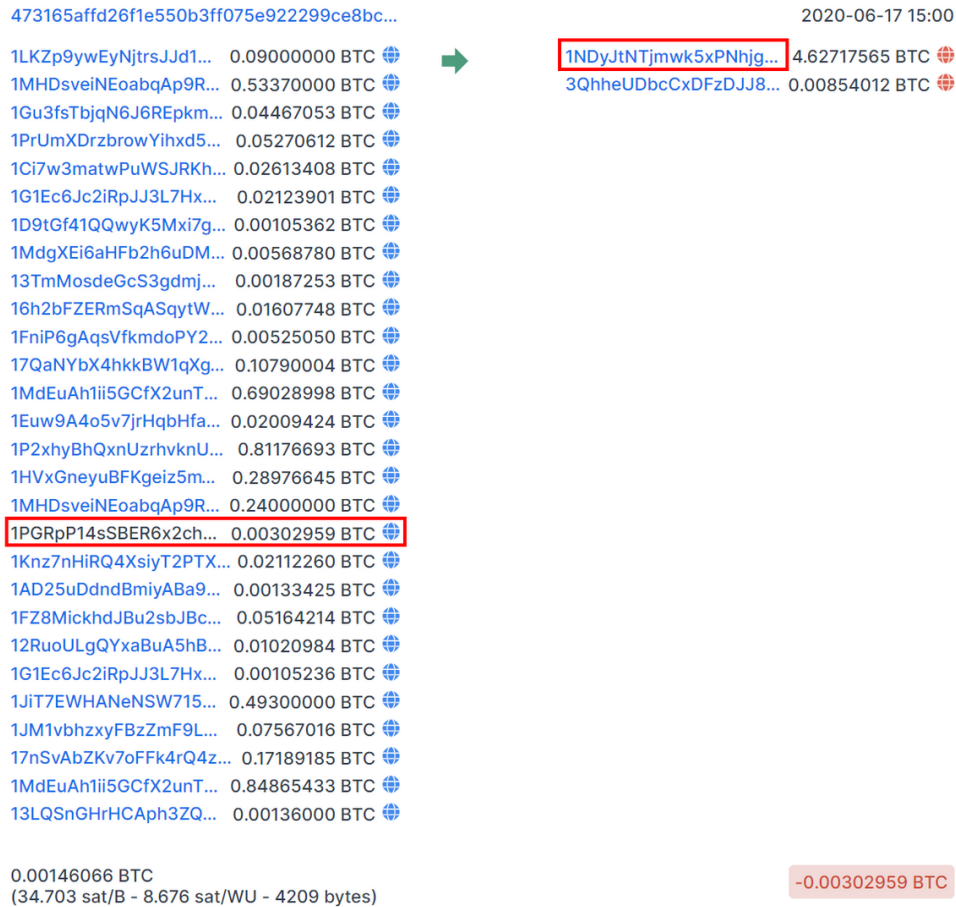 473165affd26f1e550b3ff075e922299ce8bc... 2020-06-17 15:00
1LKZp9ywEyNjtrsJJd1... 0.09000000 BTC 1NDyJtNTjmwk5xPNhjg... 4.62717565 BTC
1MHDsveiNEoabqAp9R... 0.53370000 BTC 3QhheUDbcCxDFzDJJ8... 0.00854012 BTC
1Gu3fsTbjqN6J6REpkm... 0.04467053 BTC
1PrUmXDrzbrowYihxd5... 0.05270612 BTC
1Ci7w3matwPuWSJRKh... 0.02613408 BTC
1G1Ec6Jc2iRpJJ3L7Hx... 0.02123901 BTC
1D9tGf41QQwyK5Mxi7g... 0.00105362 BTC
1MdgXEi6aHFb2h6uDM... 0.00568780 BTC
13TmMosdeGcS3gdmj... 0.00187253 BTC
16h2bFZERmSqASqytW... 0.01607748 BTC
1FniP6gAqsVfkmdoPY2... 0.00525050 BTC
17QaNYbX4hkkBW1qXg... 0.10790004 BTC
1MdEuAh1ii5GCfX2unT... 0.69028998 BTC
1Euw9A4o5v7jrHqbHfa... 0.02009424 BTC
1P2xhyBhQxnUzrhvknU... 0.81176693 BTC
1HVxGneyuBFKgeiz5m... 0.28976645 BTC
1MHDsveiNEoabqAp9R... 0.24000000 BTC
1PGRpP14sSBER6x2ch... 0.00302959 BTC
1Knz7nHiRQ4XsiyT2PTX... 0.02112260 BTC
1AD25uDdndBmiyABa9... 0.00133425 BTC
1FZ8MickhdJBu2sbJBc... 0.05164214 BTC
12RuoULgQYxaBuA5hB... 0.01020984 BTC
1G1Ec6Jc2iRpJJ3L7Hx... 0.00105236 BTC
1JiT7EWHANeNSW715... 0.49300000 BTC
1JM1vbhzxyFBzZmF9L... 0.07567016 BTC
17nSvAbZKv7oFFk4rQ4z... 0.17189185 BTC
1MdEuAh1ii5GCfX2unT... 0.84865433 BTC
13LQSnGHrHCAph3ZQ... 0.00136000 BTC
0.00146066 BTC
(34.703 sat/B - 8.676 sat/WU - 4209 bytes) -0.00302959 BTC